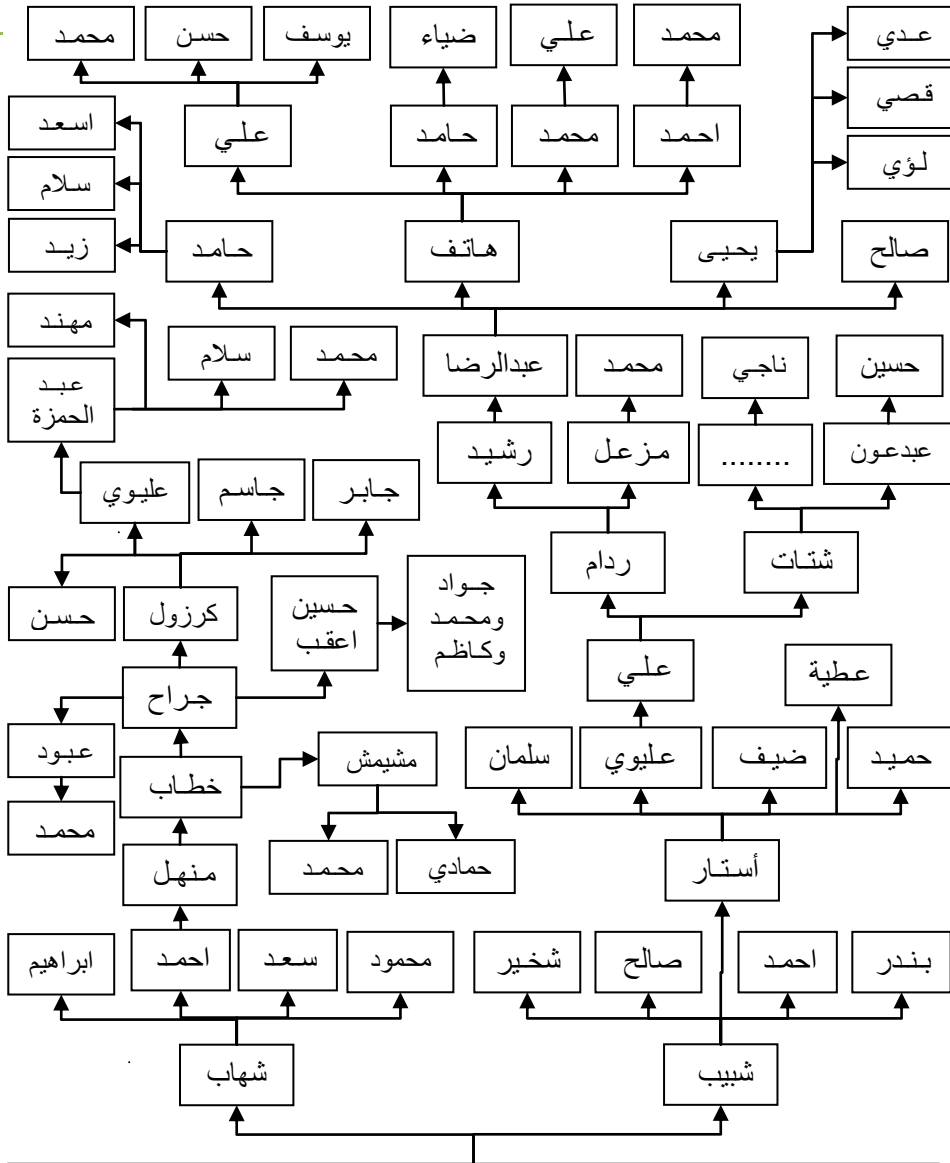 عدي
محمد
علي
ضياء
يوسف
حسن
محمد
قصي
احمد
محمد
حامد
علي
اسعد
لؤي
سلام
صالح
يحيى
هاتف
حامد
زيد
مهند
حسين
ناجي
محمد
عبدالرضا
محمد
سلام
عبد
الحمزة
عبدعون
........
مزعل
رشيد
جابر
جاسم
عليوي
شتات
ردام
جواد
ومحمد
وكاظم
حسين
اعقب
كرزول
حسن
عطية
علي
جراح
حميد
ضيف
عليوي
سلمان
مشيمش
خطاب
عبود
محمد
أستار
حمادي
محمد
منهل
بندر
احمد
صالح
شخير
محمود
سعد
احمد
ابراهيم
شبيب
شهاب